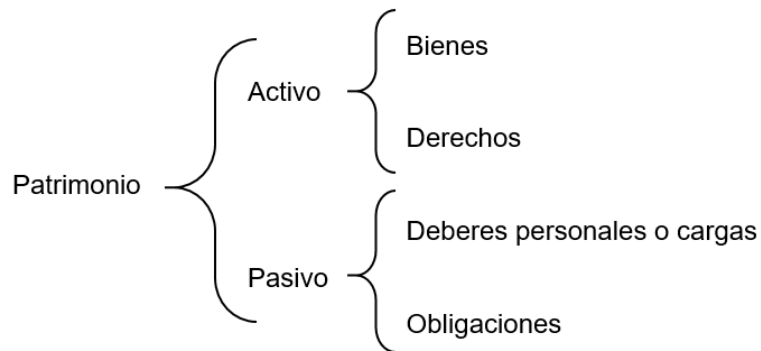 Patrimonio
Activo
Bienes
Derechos
Pasivo
Deberes personales o cargas
Obligaciones